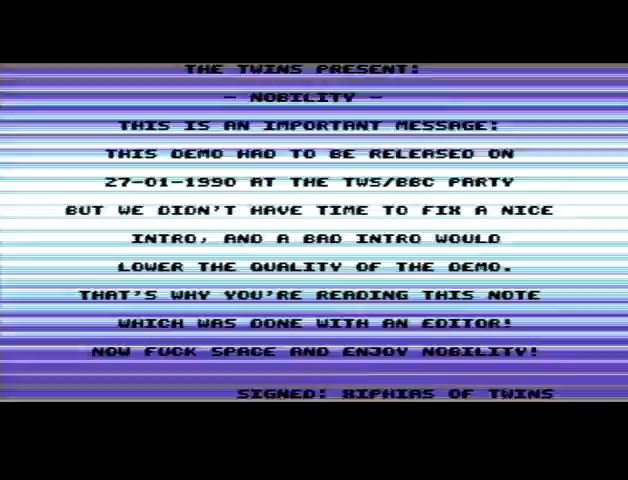 THE TWINS PRESENT:
- NOBILITY -
THIS IS AN IMPORTANT MESSAGE:
THIS DEMO HAD TO BE RELEASED ON
27-01-1990 AT THE TWS/BBC PARTY
BUT WE DIDN'T HAVE TIME TO FIX A NICE
INTRO, AND A BAD INTRO WOULD
LOWER THE QUALITY OF THE DEMO.
THAT'S WHY YOU'RE READING THIS NOTE
WHICH WAS DONE WITH AN EDITOR!
NOW FUCK SPACE AND ENJOY NOBILITY!
SIGNED: BIPHIAS OF TWINS